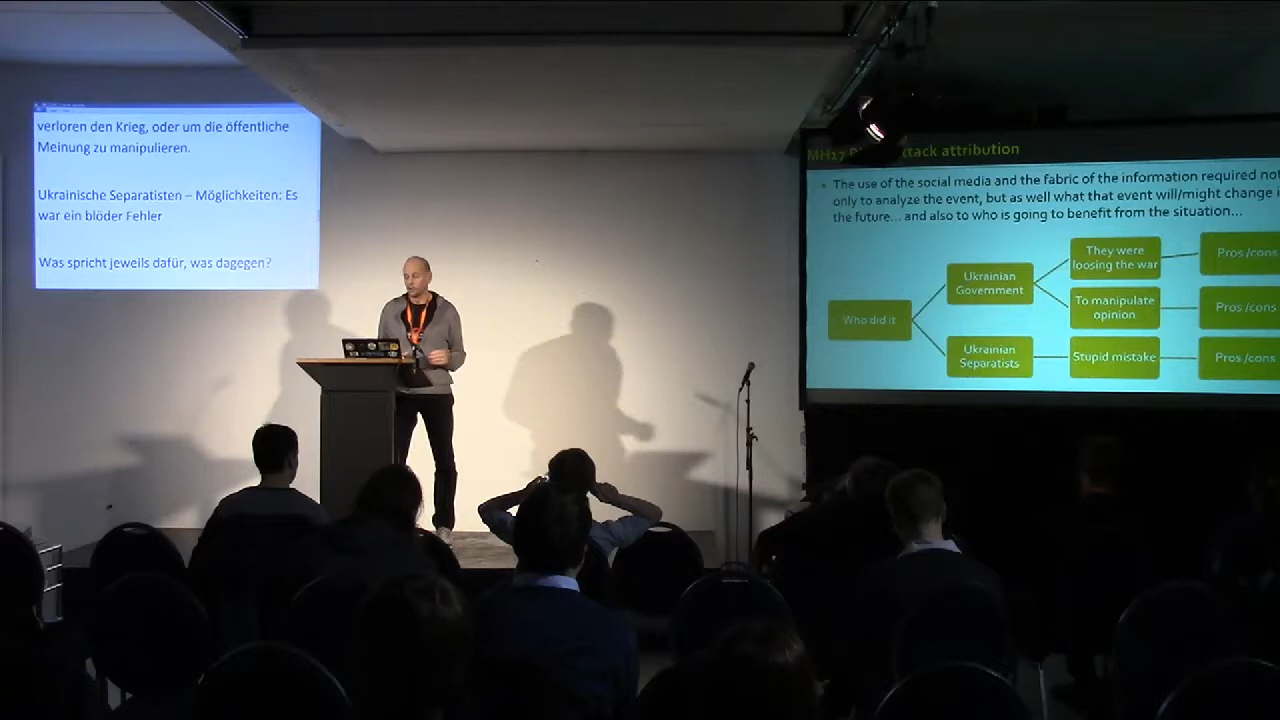 verloren den Krieg, oder um die öffentliche
Meinung zu manipulieren.
Ukrainische Separatisten – Möglichkeiten: Es
war ein blöder Fehler
Was spricht jeweils dafür, was dagegen?
MH17 attack attribution
The use of the social media and the fabric of the information required not
only to analyze the event, but as well what that event will/might change
the future... and also to who is going to benefit from the situation...
Who did it
Ukrainian
Government
Ukrainian
Separatists
They were
loosing the war
To manipulate
opinion
Stupid mistake
Pros /cons
Pros /cons
Pros /cons